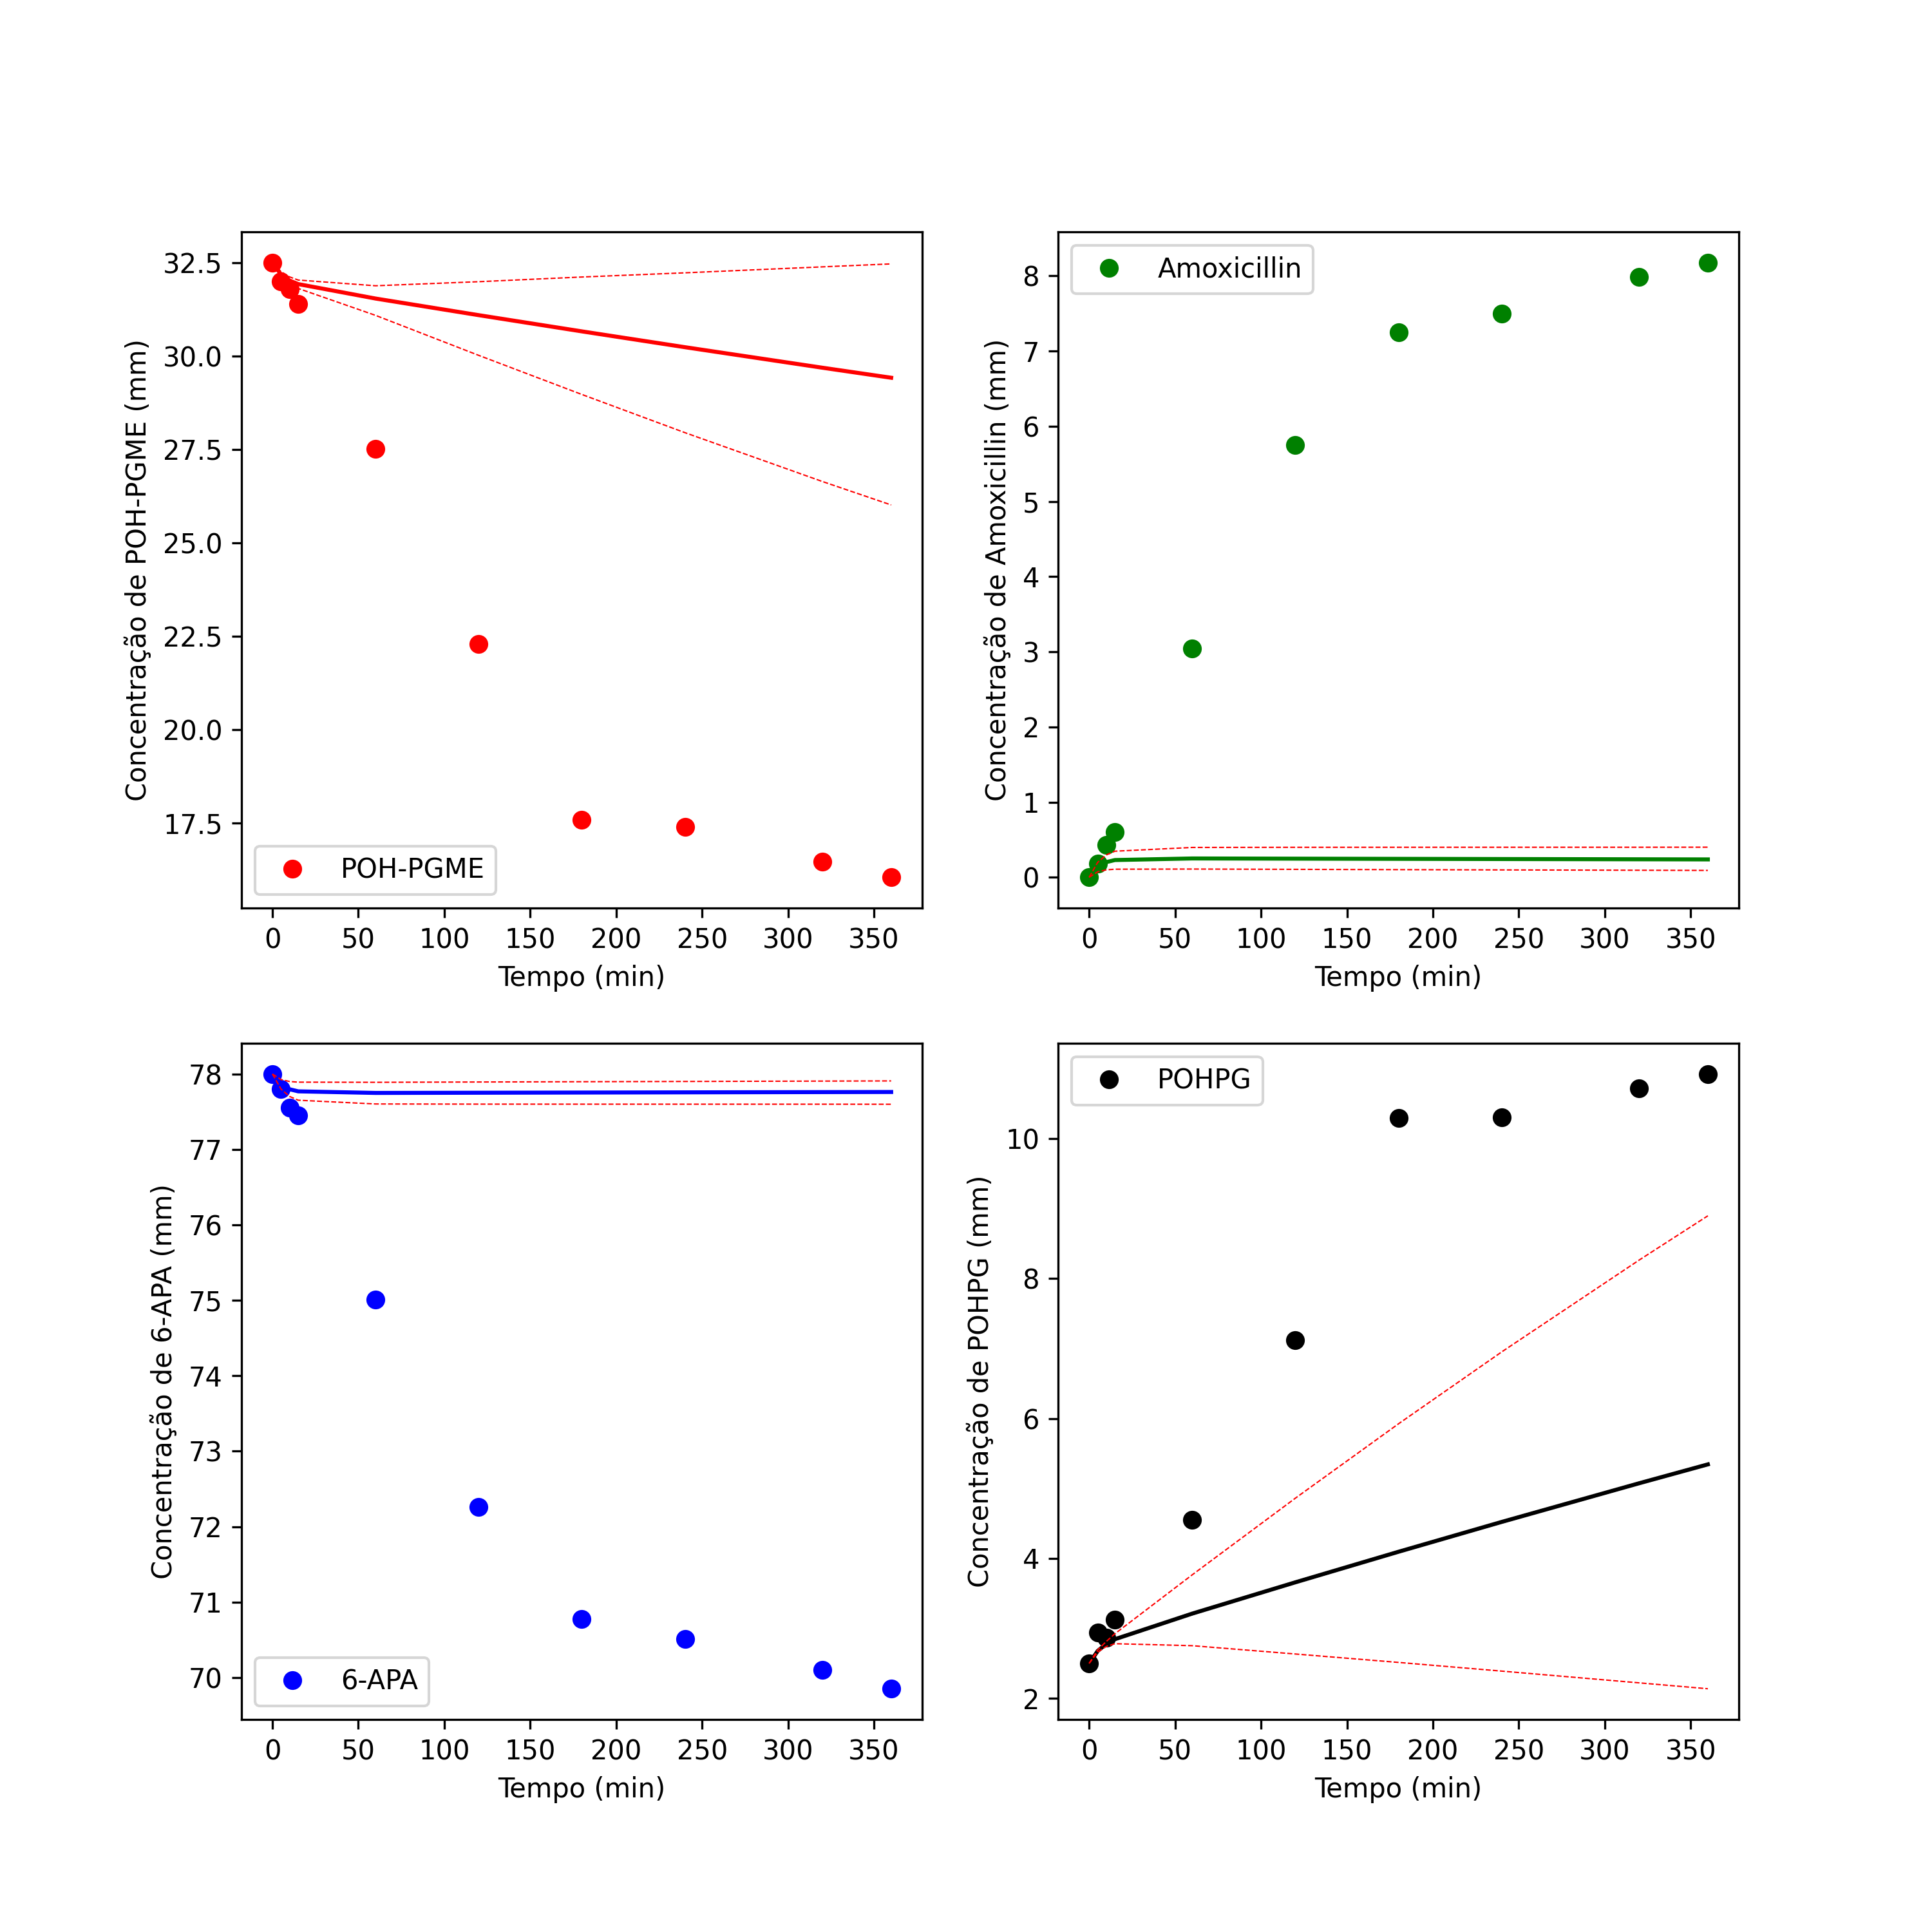 Concentração de POH-PGME (mm)
32.5
30.0
27.5
25.0
22.5
20.0
17.5
POH-PGME
0 50 100 150 200 250 300 350
Tempo (min)
Concentração de Amoxicillin (mm)
8
7
6
5
4
3
2
1
0
Amoxicillin
0 50 100 150 200 250 300 350
Tempo (min)
Concentração de 6-APA (mm)
78
77
76
75
74
73
72
71
70
6-APA
0 50 100 150 200 250 300 350
Tempo (min)
Concentração de POHPG (mm)
10
8
6
4
2
POHPG
0 50 100 150 200 250 300 350
Tempo (min)